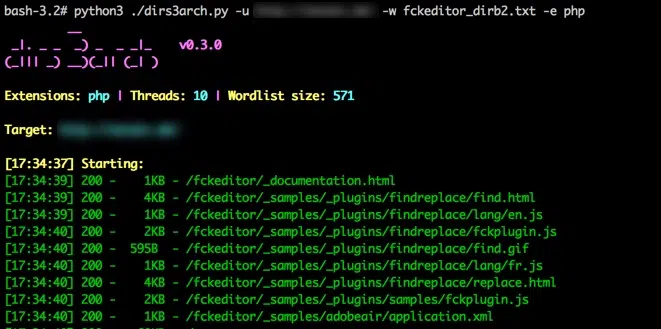 bash-3.2# python3 ./dirs3arch.py -u -w fckeditor_dirb2.txt -e php
v0.3.0
Extensions: php | Threads: 10 | Wordlist size: 571
Target:
[17:34:37] Starting:
[17:34:39] 200 - 1KB - /fckeditor/_documentation.html
[17:34:39] 200 - 4KB - /fckeditor/_samples/_plugins/findreplace/find.html
[17:34:39] 200 - 1KB - /fckeditor/_samples/_plugins/findreplace/lang/en.js
[17:34:40] 200 - 2KB - /fckeditor/_samples/_plugins/findreplace/fckplugin.js
[17:34:40] 200 - 595B - /fckeditor/_samples/_plugins/findreplace/find.gif
[17:34:40] 200 - 1KB - /fckeditor/_samples/_plugins/findreplace/lang/fr.js
[17:34:40] 200 - 4KB - /fckeditor/_samples/_plugins/findreplace/replace.html
[17:34:40] 200 - 2KB - /fckeditor/_samples/_plugins/samples/fckplugin.js
[17:34:40] 200 - 1KB - /fckeditor/_samples/adobeair/application.xml